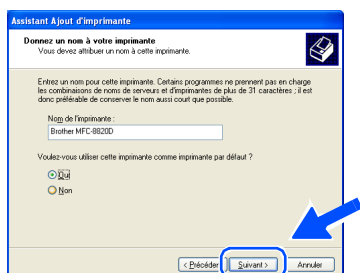 Assistant Ajout d'imprimante
Donnez un nom à votre imprimante
Vous devez attribuer un nom à cette imprimante.
Entrez un nom pour cette imprimante. Certains programmes ne prennent pas en charge
les combinaisons de noms de serveurs et d'imprimantes de plus de 31 caractères ; il est
donc préférable de conserver le nom aussi court que possible.
Nom de l'imprimante :
Brother MFC-8820D
Voulez-vous utiliser cette imprimante comme imprimante par défaut ?
Oui
Non
< Précédent Suivant > Annuler